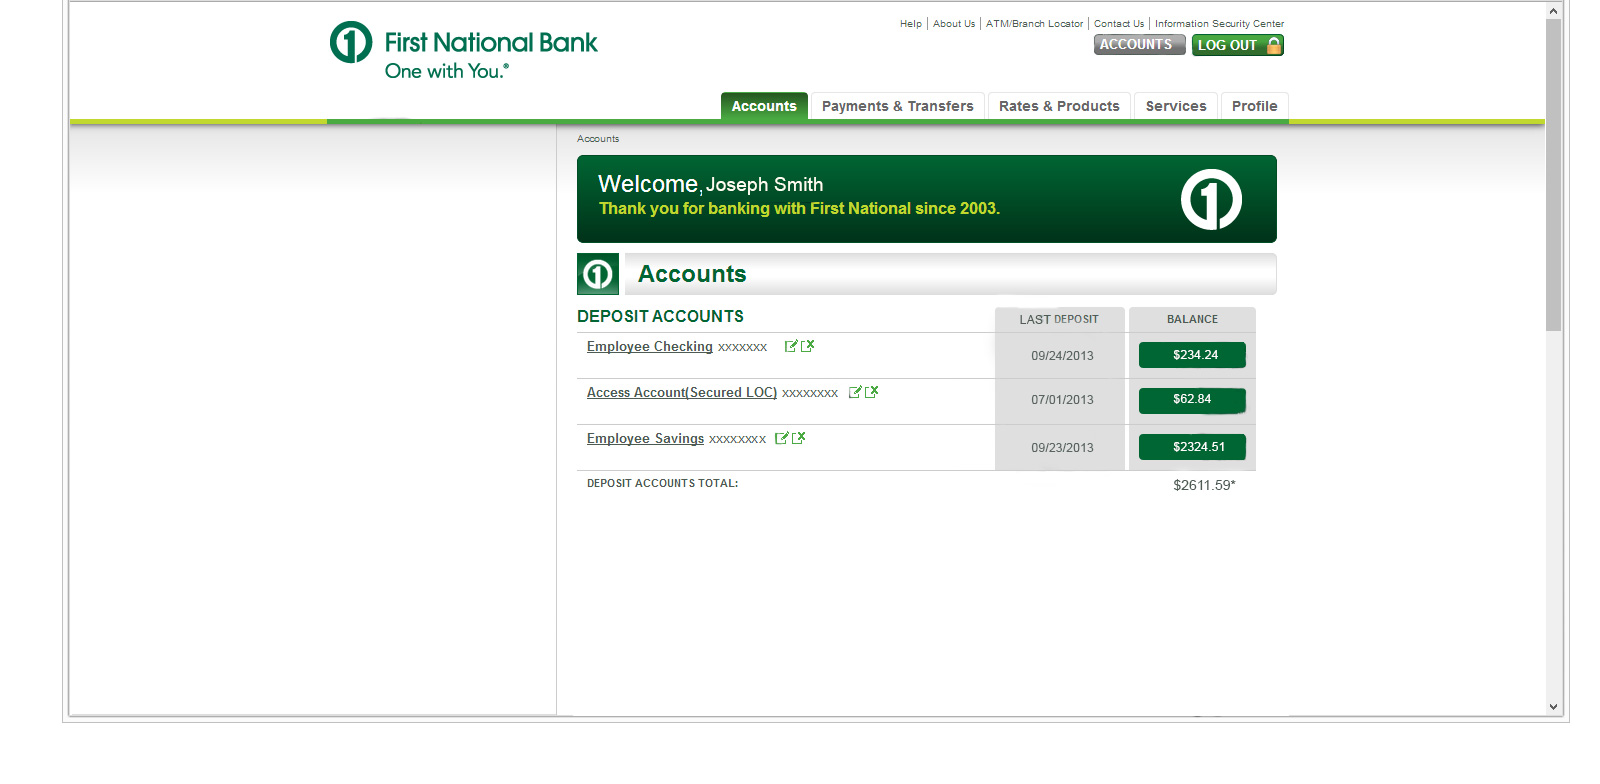 Help | About Us | ATM/Branch Locator | Contact Us | Information Security Center
First National Bank
One with You.®
ACCOUNTS LOG OUT
Accounts Payments & Transfers Rates & Products Services Profile
Accounts
Welcome, Joseph Smith
Thank you for banking with First National since 2003.
Accounts
DEPOSIT ACCOUNTS LAST DEPOSIT BALANCE
Employee Checking xxxxxxx 09/24/2013 $234.24
Access Account(Secured LOC) xxxxxxxx 07/01/2013 $62.84
Employee Savings xxxxxxxx 09/23/2013 $2324.51
DEPOSIT ACCOUNTS TOTAL: $2611.59*